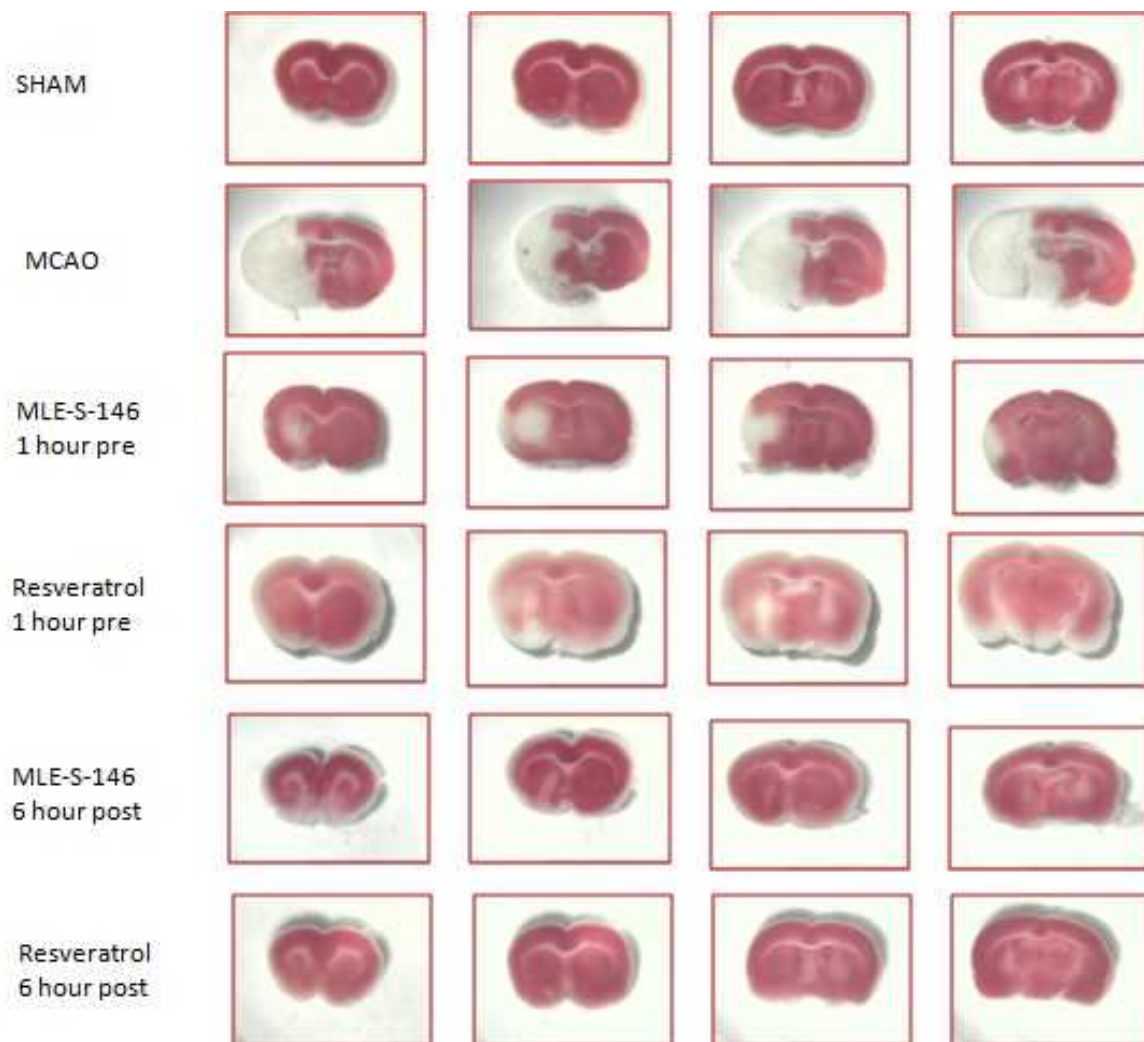 SHAM
MCAO
MLE-S-146
1 hour pre
Resveratrol
1 hour pre
MLE-S-146
6 hour post
Resveratrol
6 hour post